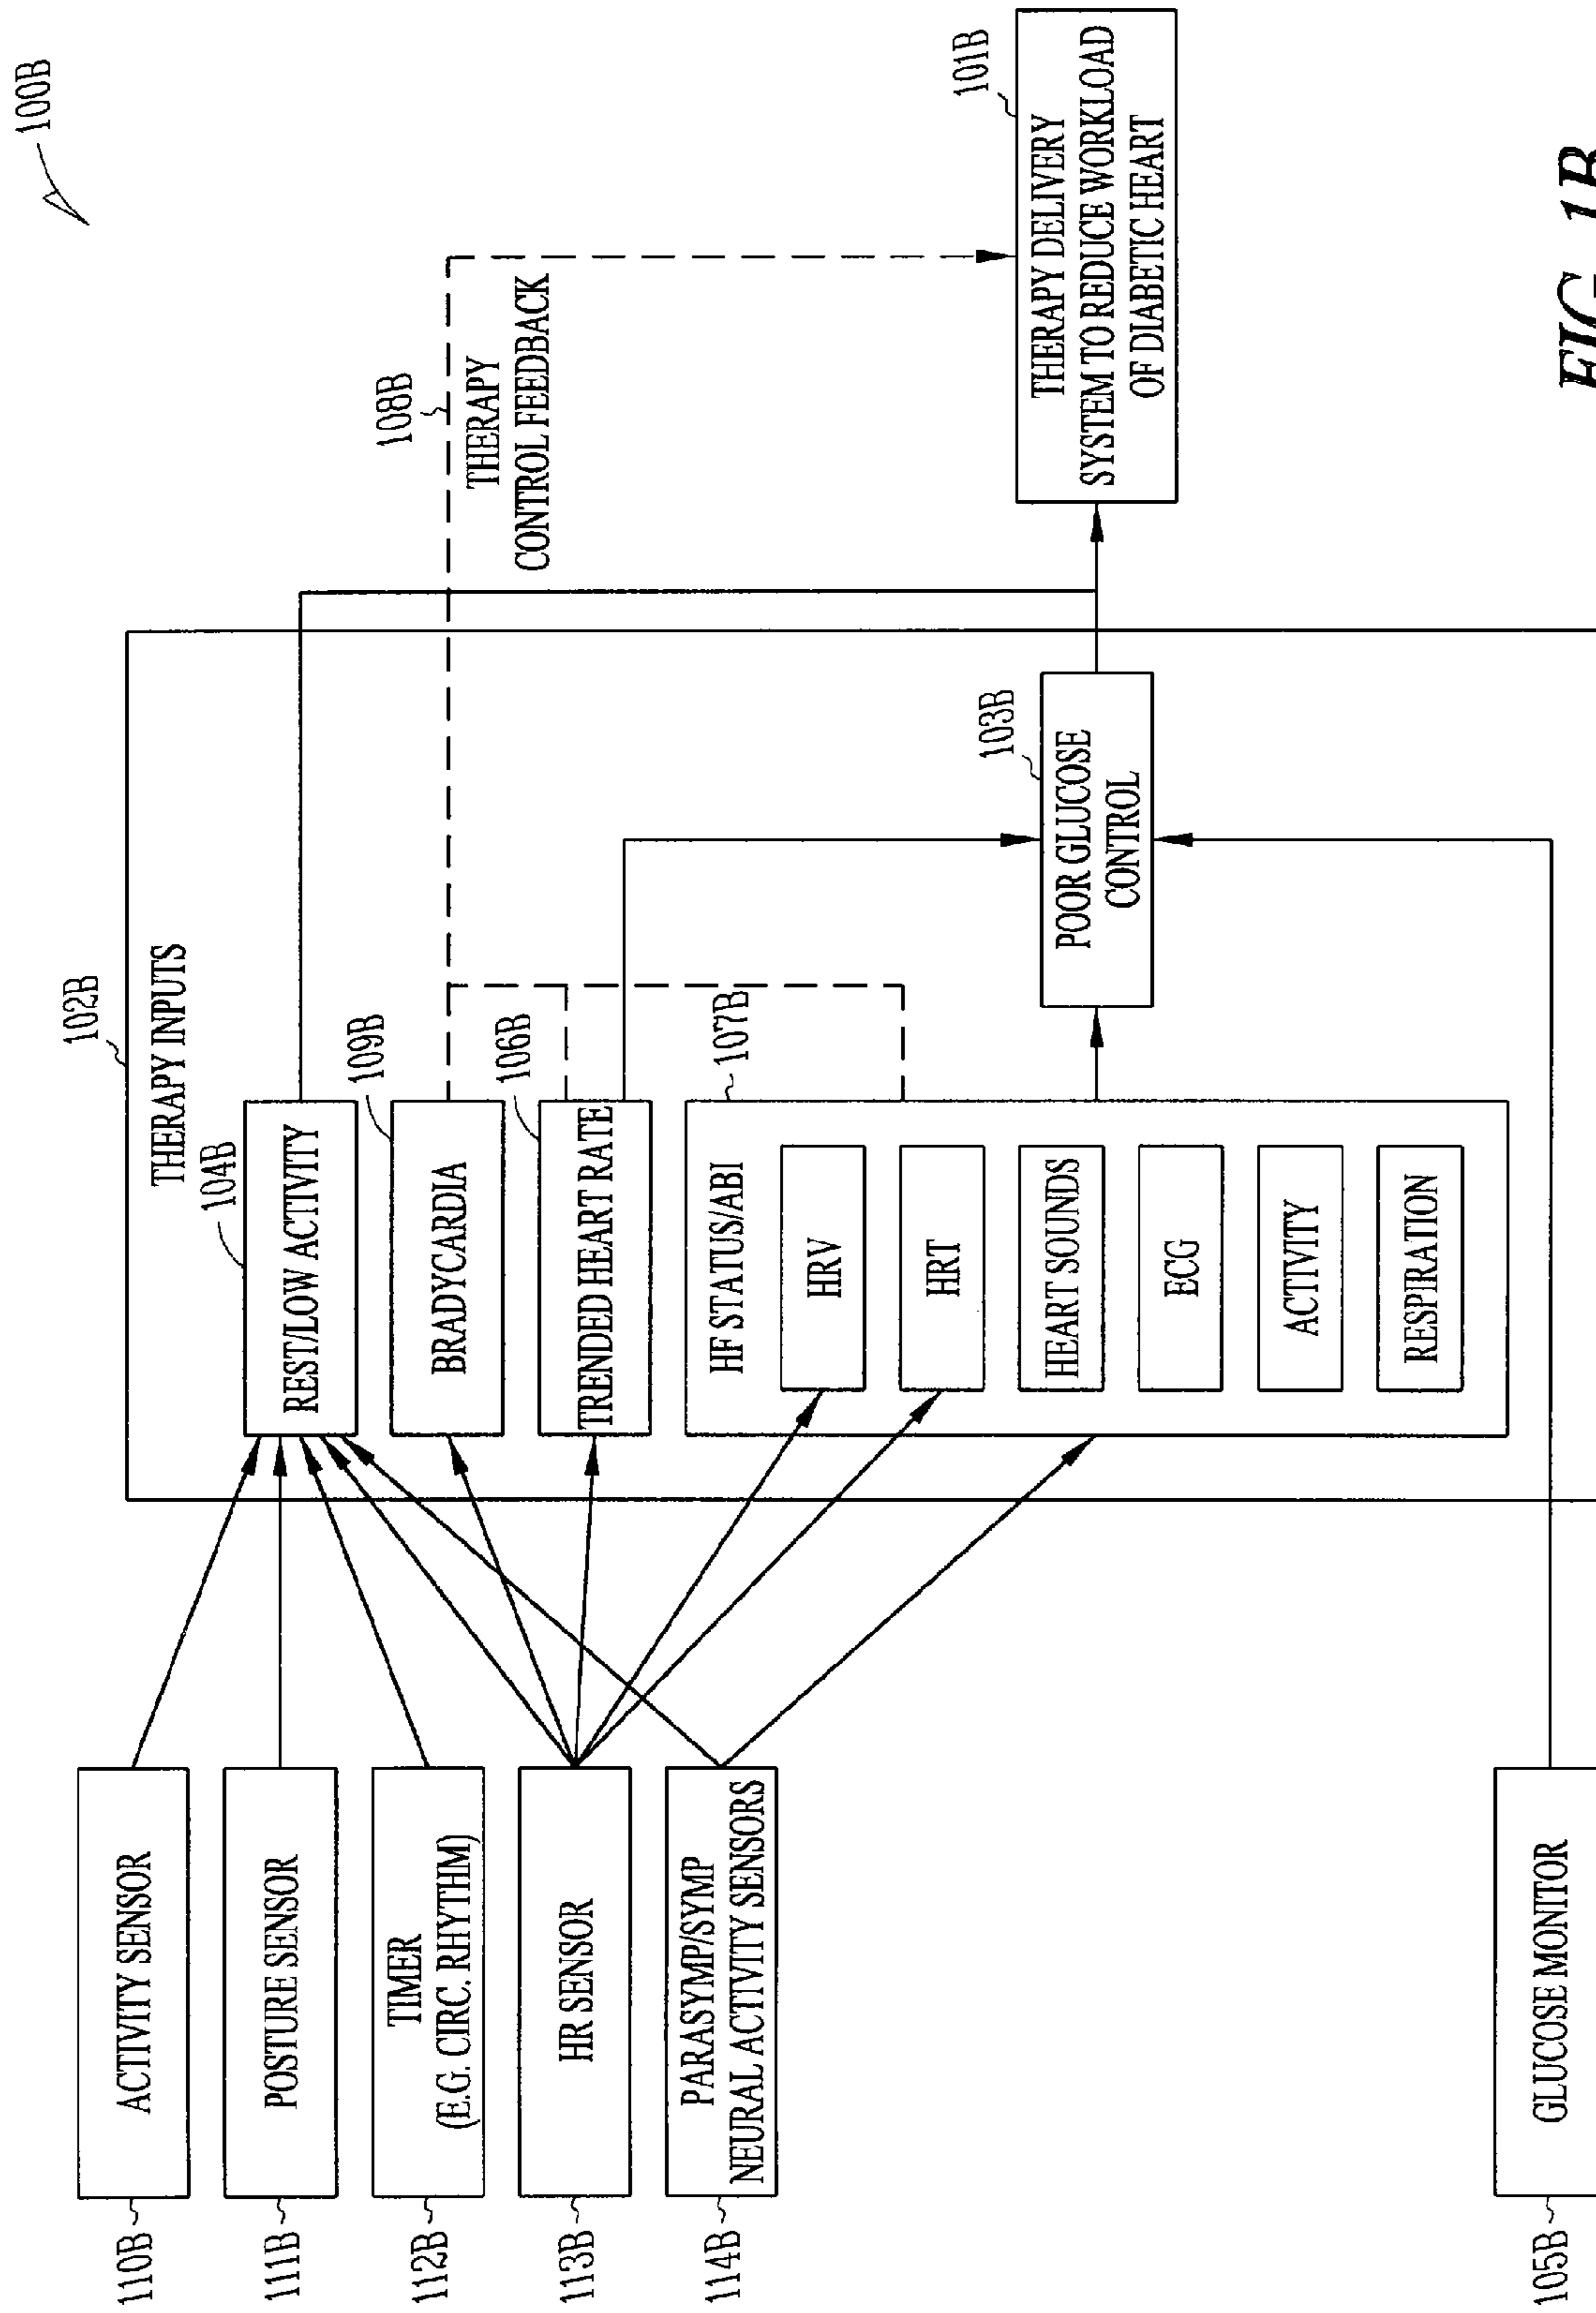 100B
102B
THERAPY INPUTS
110B
ACTIVITY SENSOR
111B
POSTURE SENSOR
112B
TIMER
(E.G. CIRC. RHYTHM)
113B
HR SENSOR
114B
PARASYMP/SYMP
NEURAL ACTIVITY SENSORS
105B
GLUCOSE MONITOR
104B
REST/LOW ACTIVITY
109B
BRADYCARDIA
106B
TRENDED HEART RATE
107B
HF STATUS/ABI
HRV
HRT
HEART SOUNDS
ECG
ACTIVITY
RESPIRATION
103B
POOR GLUCOSE
CONTROL
108B
THERAPY
CONTROL FEEDBACK
101B
THERAPY DELIVERY
SYSTEM TO REDUCE WORKLOAD
OF DIABETIC HEART
FIG. 1B